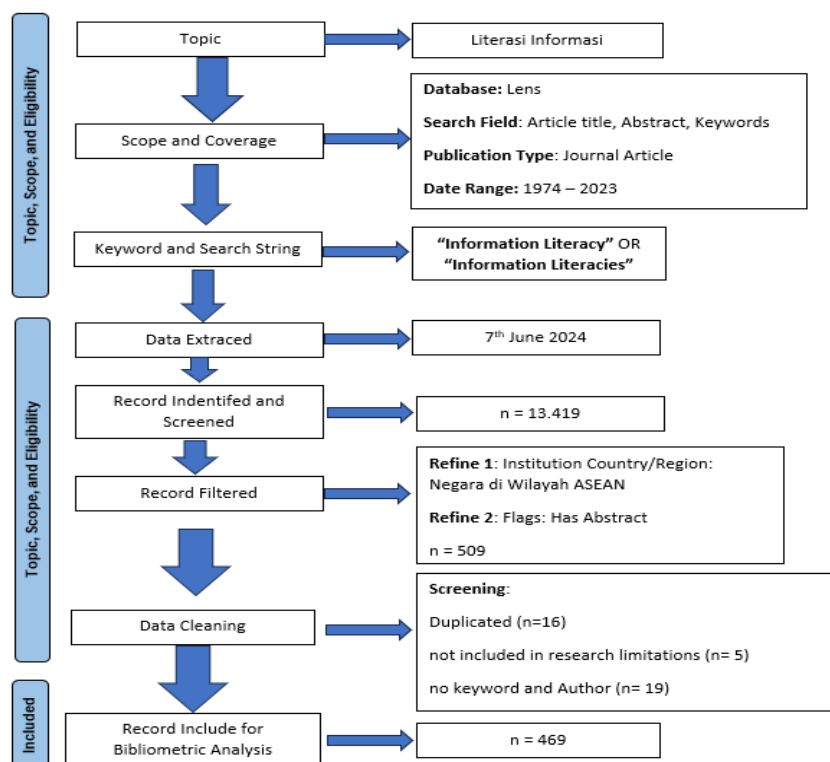 Topic, Scope, and Eligibility
Topic
Literasi Informasi
Scope and Coverage
Database: Lens
Search Field: Article title, Abstract, Keywords
Publication Type: Journal Article
Date Range: 1974 – 2023
Keyword and Search String
“Information Literacy” OR
“Information Literacies”
Topic, Scope, and Eligibility
Data Extraced
7th June 2024
Record Indentifed and
Screened
n = 13.419
Record Filtered
Refine 1: Institution Country/Region:
Negara di Wilayah ASEAN
Refine 2: Flags: Has Abstract
n = 509
Data Cleaning
Screening:
Duplicated (n=16)
not included in research limitations (n= 5)
no keyword and Author (n= 19)
Included
Record Include for
Bibliometric Analysis
n = 469